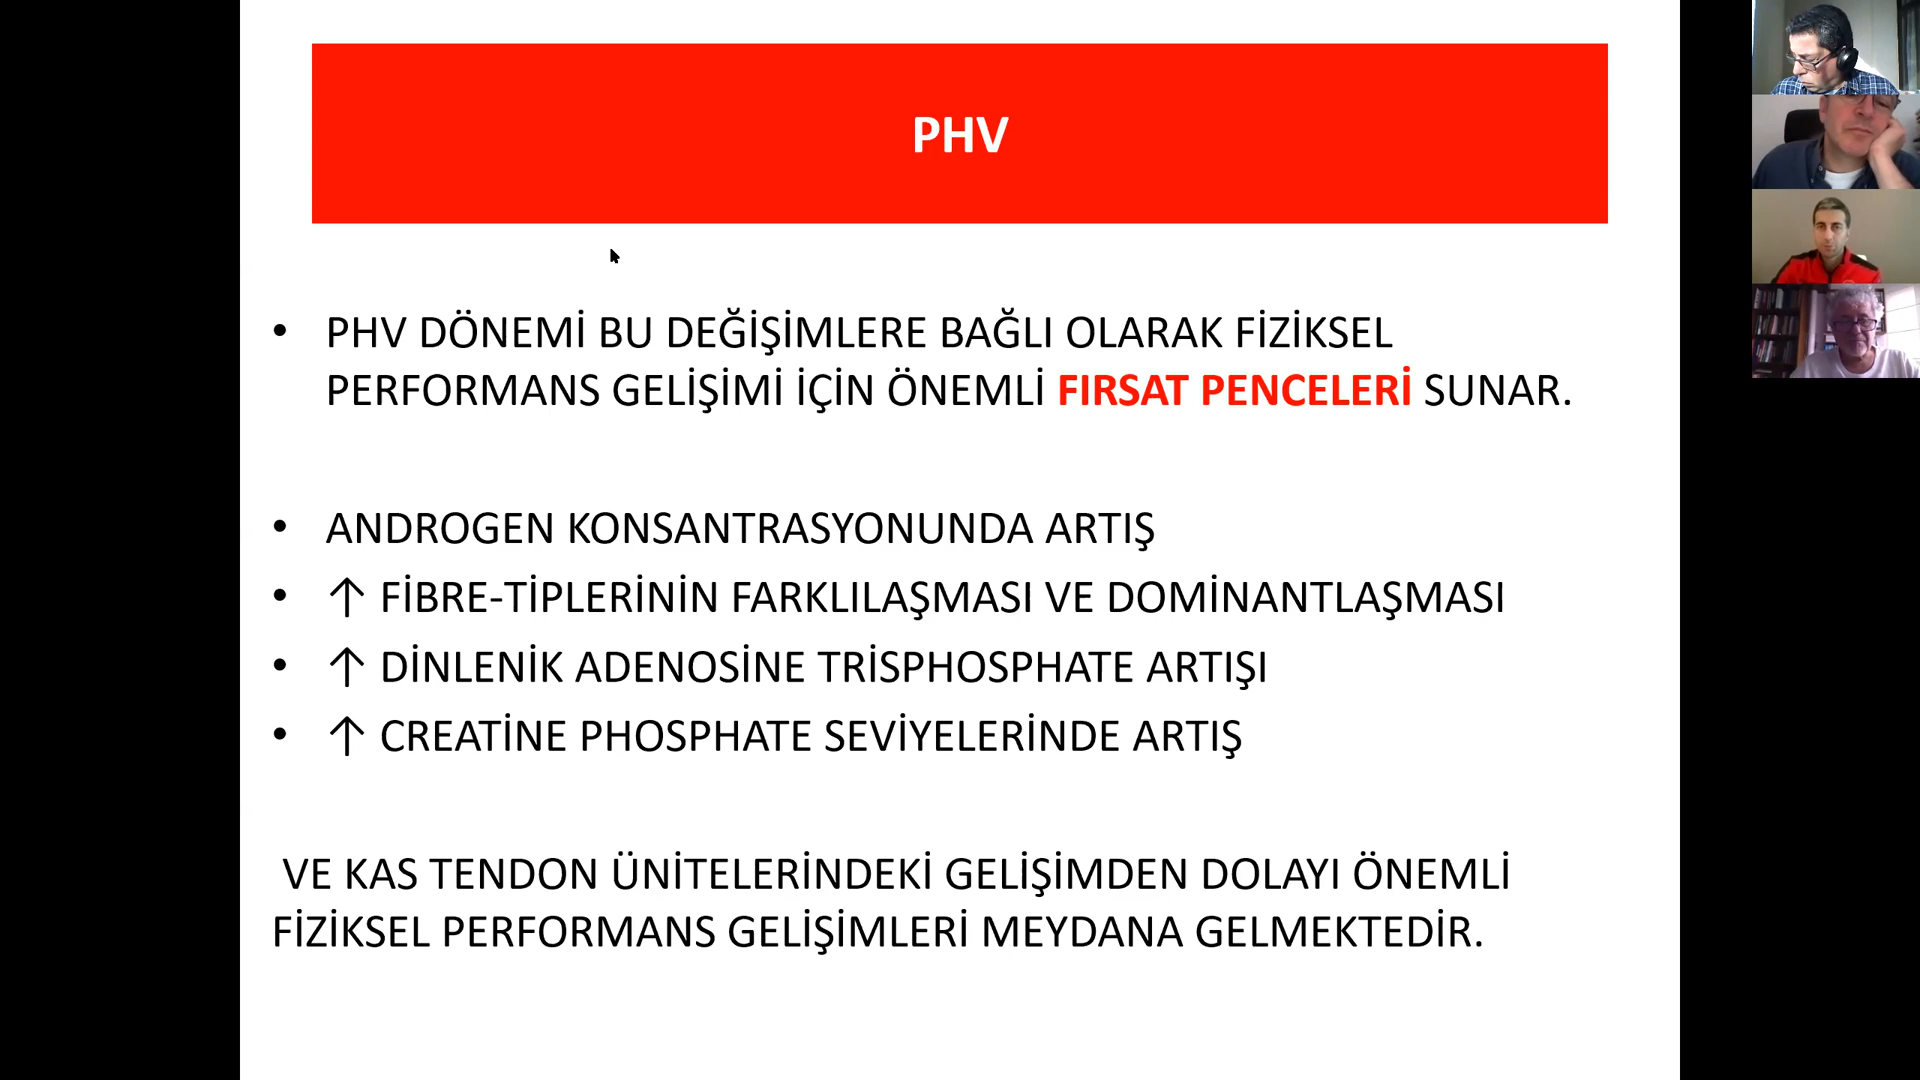 PHV
• PHV DÖNEMİ BU DEĞİŞİMLERE BAĞLI OLARAK FİZİKSEL
PERFORMANS GELİŞİMİ İÇİN ÖNEMLİ FIRSAT PENCELERİ SUNAR.
• ANDROGEN KONSANTRASYONUNDA ARTIŞ
• ↑ FİBRE-TİPLERİNİN FARKLILAŞMASI VE DOMİNANTLAŞMASI
• ↑ DİNLENİK ADENOSİNE TRİSPHOSPHATE ARTIŞI
• ↑ CREATİNE PHOSPHATE SEVİYELERİNDE ARTIŞ
VE KAS TENDON ÜNİTELERİNDEKİ GELİŞİMDEN DOLAYI ÖNEMLİ
FİZİKSEL PERFORMANS GELİŞİMLERİ MEYDANA GELMEKTEDİR.